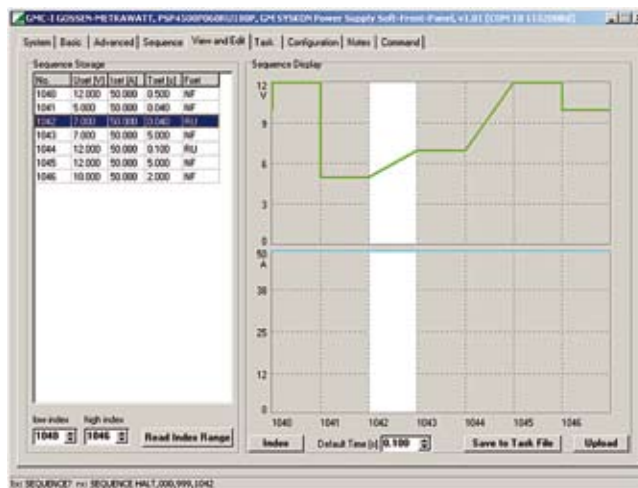 GMC-I GOSSEN-METRAWATT, PSP4500P060RU180P, GM SYSKON Power Supply Soft-Front-Panel, v1.01
System Basic Advanced Sequence View and Edit Task Configuration Notes Command
Sequence Storage
No. Uset [V] Iset [A] Tset [s] Fset
1040 12.000 50.000 0.500 NF
1041 5.000 50.000 0.040 NF
1042 7.000 50.000 0.040 RU
1043 7.000 50.000 5.000 NF
1044 12.000 50.000 0.100 RU
1045 12.000 50.000 5.000 NF
1046 10.000 50.000 2.000 NF
low index high index
1040 1046 Read Index Range
Sequence Display
12
V
9
6
3
0
50
A
38
25
12
0
1040 1041 1042 1043 1044 1045 1046
Index Default Time [s] 0.100 Save to Task File Upload
tx: SEQUENCE? rx: SEQUENCE HALT,000,999,1042